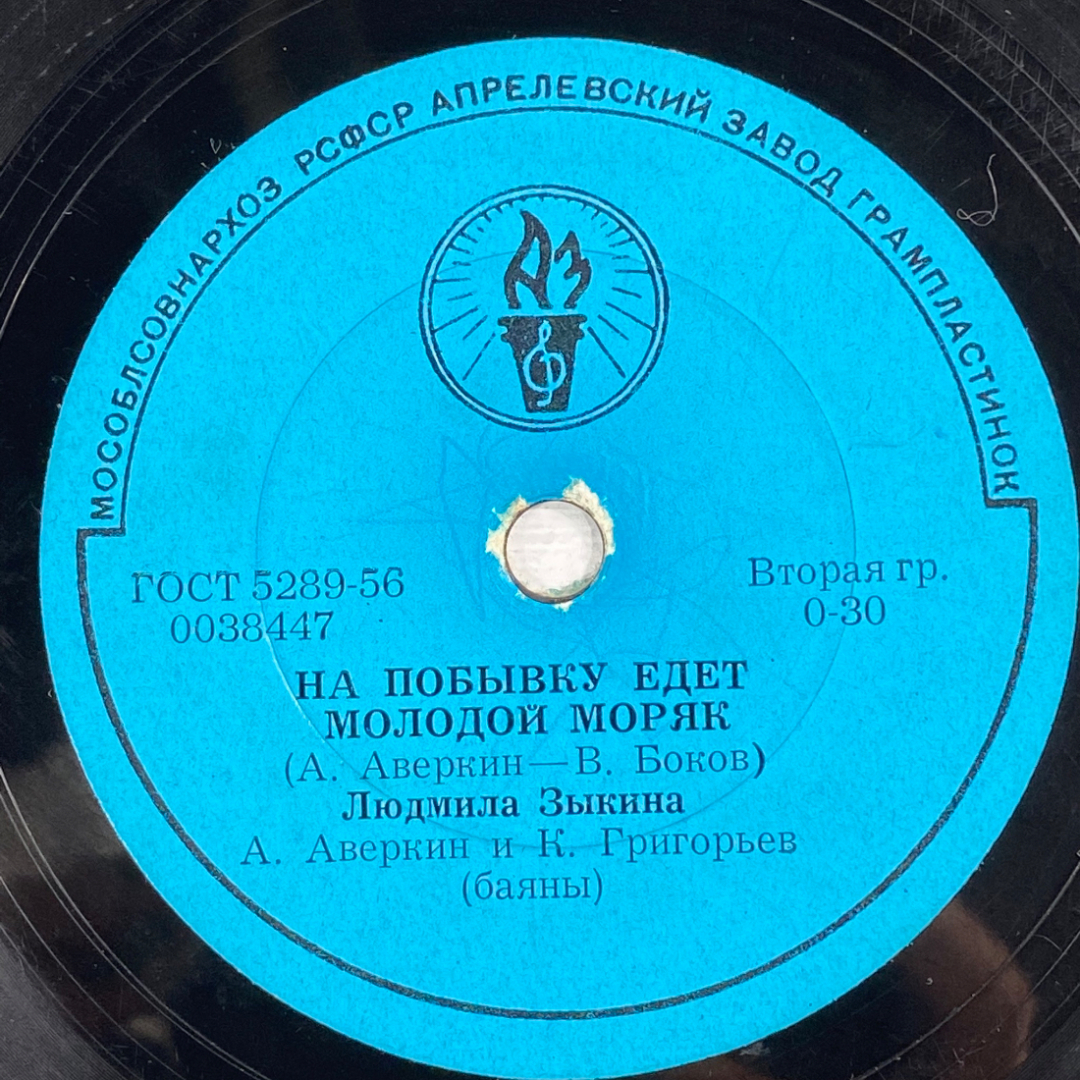 МОСОБЛСОВНАРХОЗ РСФСР АПРЕЛЕВСКИЙ ЗАВОД ГРАМПЛАСТИНОК
АЗ
ГОСТ 5289-56
0038447
Вторая гр.
0-30
НА ПОБЫВКУ ЕДЕТ
МОЛОДОЙ МОРЯК
(А. Аверкин — В. Боков)
Людмила Зыкина
А. Аверкин и К. Григорьев
(баяны)